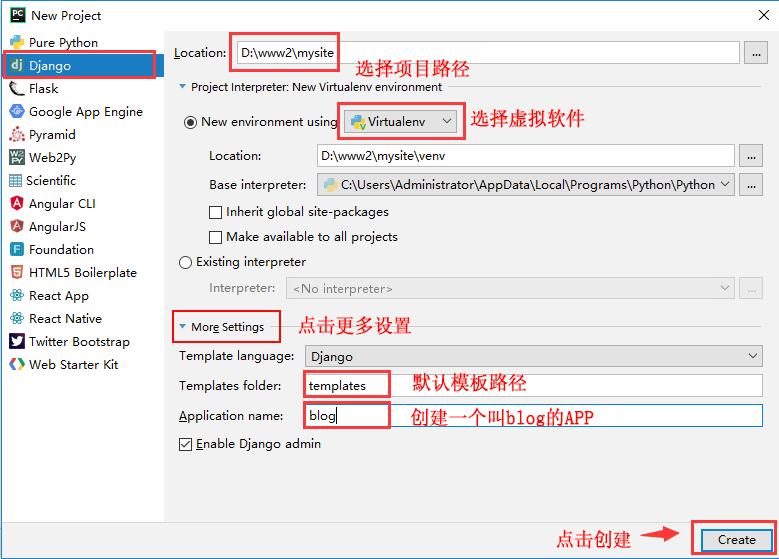 PC New Project
Pure Python
dj Django
Flask
Google App Engine
Pyramid
Web2Py
Scientific
Angular CLI
AngularJS
Foundation
HTML5 Boilerplate
React App
React Native
Twitter Bootstrap
Web Starter Kit
Location: D:\www2\mysite ...
选择项目路径
Project Interpreter: New Virtualenv environment
New environment using Virtualenv 选择虚拟软件
Location: D:\www2\mysite\venv ...
Base interpreter: C:\Users\Administrator\AppData\Local\Programs\Python\Python ...
Inherit global site-packages
Make available to all projects
Existing interpreter
Interpreter: <No interpreter> ...
More Settings 点击更多设置
Template language: Django
Templates folder: templates 默认模板路径
Application name: blog 创建一个叫blog的APP
Enable Django admin
点击创建 Create